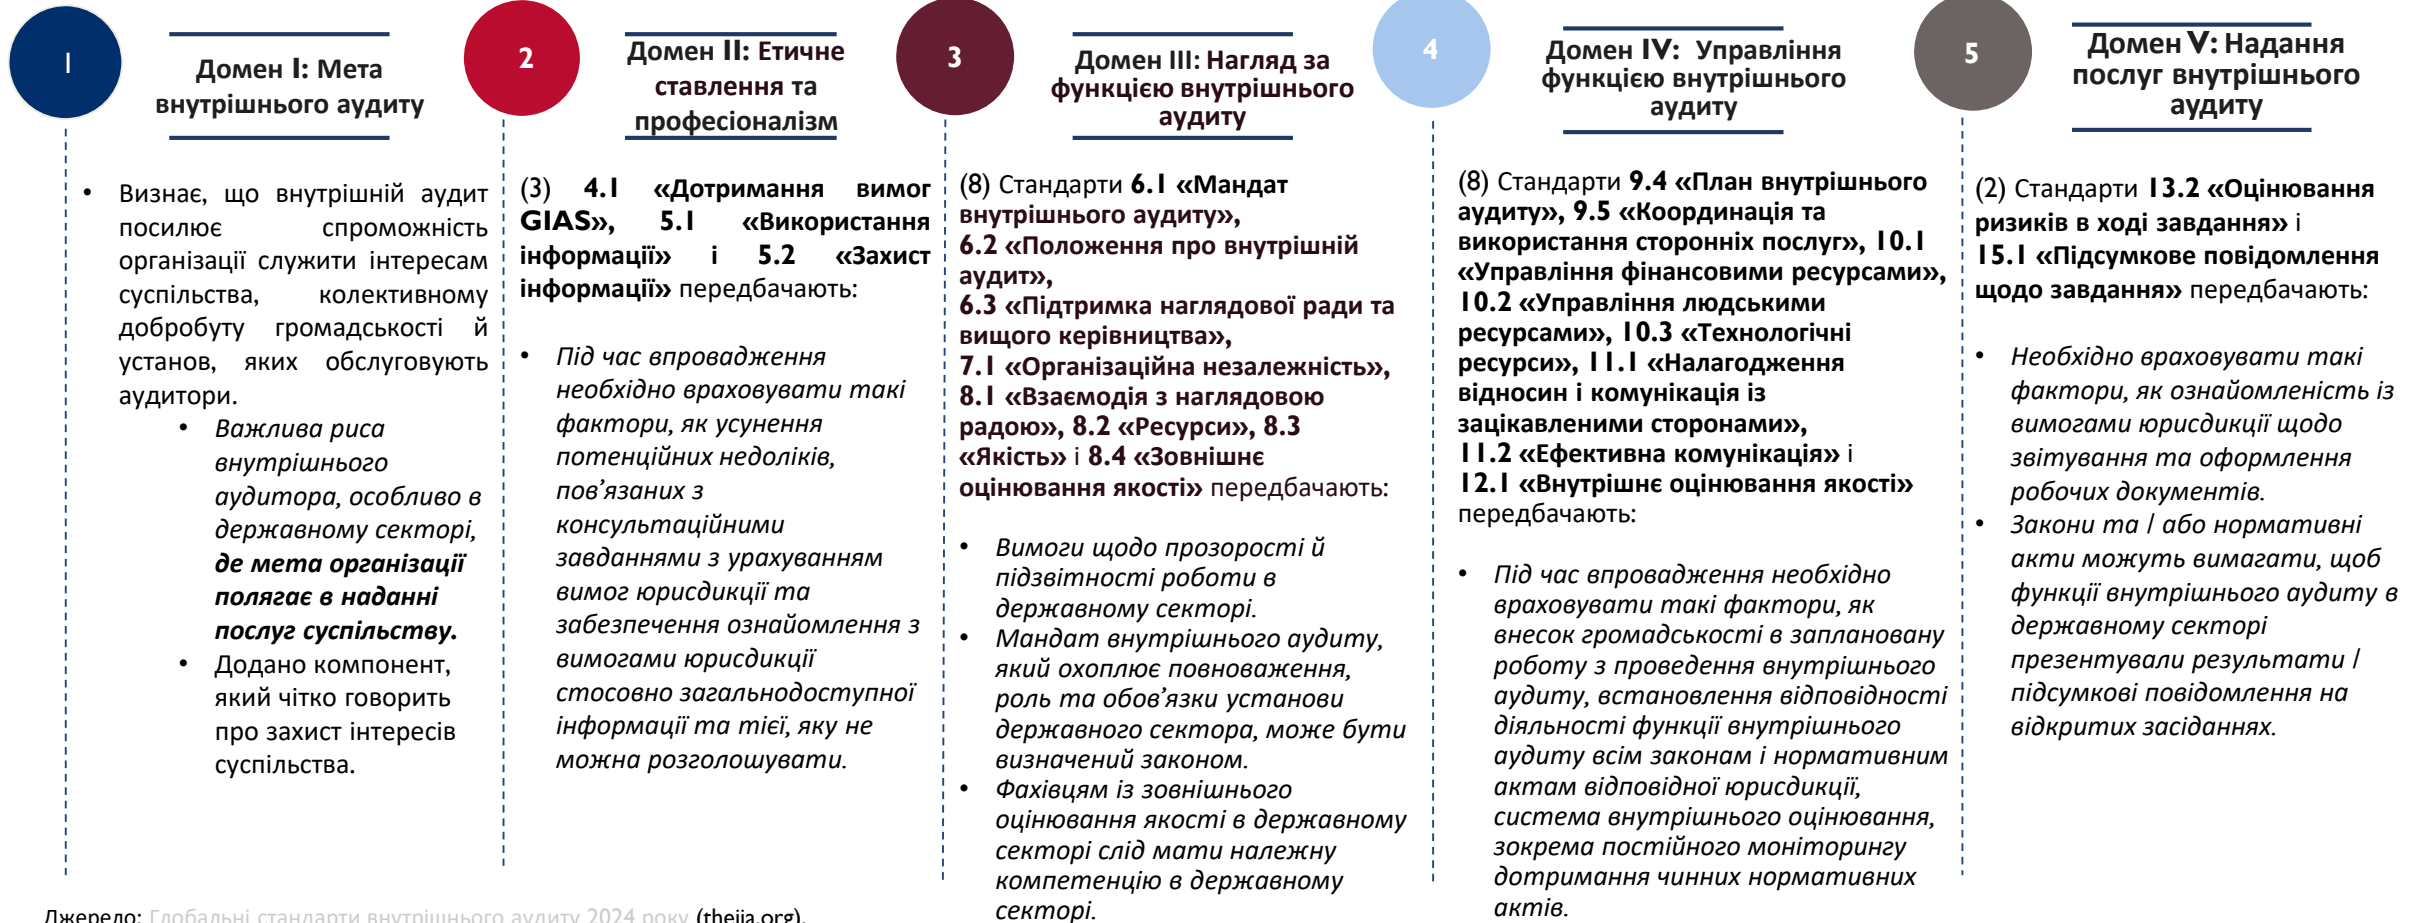 1
Домен I: Мета
внутрішнього аудиту
• Визнає, що внутрішній аудит
посилює спроможність
організації служити інтересам
суспільства, колективному
добробуту громадськості й
установ, яких обслуговують
аудитори.
• Важлива риса
внутрішнього
аудитора, особливо в
державному секторі,
де мета організації
полягає в наданні
послуг суспільству.
• Додано компонент,
який чітко говорить
про захист інтересів
суспільства.
2
Домен II: Етичне
ставлення та
професіоналізм
(3) 4.1 «Дотримання вимог
GIAS», 5.1 «Використання
інформації» і 5.2 «Захист
інформації» передбачають:
• Під час впровадження
необхідно враховувати такі
фактори, як усунення
потенційних недоліків,
пов’язаних з
консультаційними
завданнями з урахуванням
вимог юрисдикції та
забезпечення ознайомлення з
вимогами юрисдикції
стосовно загальнодоступної
інформації та тієї, яку не
можна розголошувати.
3
Домен III: Нагляд за
функцією внутрішнього
аудиту
(8) Стандарти 6.1 «Мандат
внутрішнього аудиту»,
6.2 «Положення про внутрішній
аудит»,
6.3 «Підтримка наглядової ради та
вищого керівництва»,
7.1 «Організаційна незалежність»,
8.1 «Взаємодія з наглядовою
радою», 8.2 «Ресурси», 8.3
«Якість» і 8.4 «Зовнішнє
оцінювання якості» передбачають:
• Вимоги щодо прозорості й
підзвітності роботи в
державному секторі.
• Мандат внутрішнього аудиту,
який охоплює повноваження,
роль та обов’язки установи
державного сектора, може бути
визначений законом.
• Фахівцям із зовнішнього
оцінювання якості в державному
секторі слід мати належну
компетенцію в державному
секторі.
4
Домен IV: Управління
функцією внутрішнього
аудиту
(8) Стандарти 9.4 «План внутрішнього
аудиту», 9.5 «Координація та
використання сторонніх послуг», 10.1
«Управління фінансовими ресурсами»,
10.2 «Управління людськими
ресурсами», 10.3 «Технологічні
ресурси», 11.1 «Налагодження
відносин і комунікація із
зацікавленими сторонами»,
11.2 «Ефективна комунікація» і
12.1 «Внутрішнє оцінювання якості»
передбачають:
• Під час впровадження необхідно
враховувати такі фактори, як
внесок громадськості в заплановану
роботу з проведення внутрішнього
аудиту, встановлення відповідності
діяльності функції внутрішнього
аудиту всім законам і нормативним
актам відповідної юрисдикції,
система внутрішнього оцінювання,
зокрема постійного моніторингу
дотримання чинних нормативних
актів.
5
Домен V: Надання
послуг внутрішнього
аудиту
(2) Стандарти 13.2 «Оцінювання
ризиків в ході завдання» і
15.1 «Підсумкове повідомлення
щодо завдання» передбачають:
• Необхідно враховувати такі
фактори, як ознайомленість із
вимогами юрисдикції щодо
звітування та оформлення
робочих документів.
• Закони та / або нормативні
акти можуть вимагати, щоб
функції внутрішнього аудиту в
державному секторі
презентували результати /
підсумкові повідомлення на
відкритих засіданнях.
Джерело: Глобальні стандарти внутрішнього аудиту 2024 року (theiia.org).